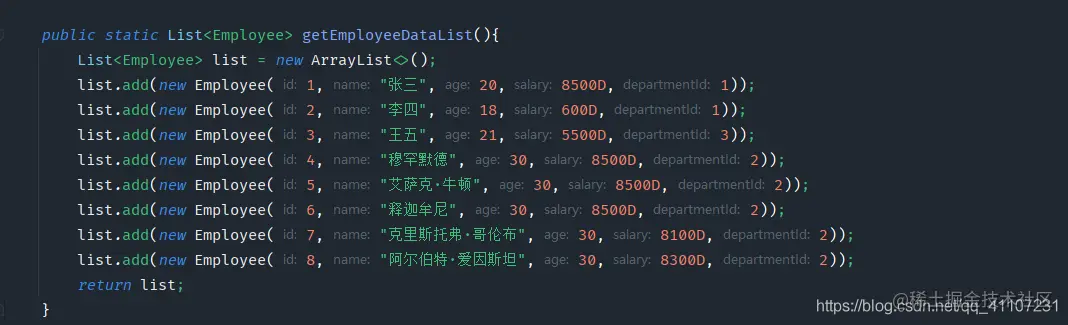 public static List<Employee> getEmployeeDataList(){
List<Employee> list = new ArrayList<>();
list.add(new Employee( id: 1, name: "张三", age: 20, salary: 8500D, departmentId: 1));
list.add(new Employee( id: 2, name: "李四", age: 18, salary: 600D, departmentId: 1));
list.add(new Employee( id: 3, name: "王五", age: 21, salary: 5500D, departmentId: 3));
list.add(new Employee( id: 4, name: "穆罕默德", age: 30, salary: 8500D, departmentId: 2));
list.add(new Employee( id: 5, name: "艾萨克·牛顿", age: 30, salary: 8500D, departmentId: 2));
list.add(new Employee( id: 6, name: "释迦牟尼", age: 30, salary: 8500D, departmentId: 2));
list.add(new Employee( id: 7, name: "克里斯托弗·哥伦布", age: 30, salary: 8100D, departmentId: 2));
list.add(new Employee( id: 8, name: "阿尔伯特·爱因斯坦", age: 30, salary: 8300D, departmentId: 2));
return list;
}
@稀土掘金技术社区
https://blog.csdn.net/qq_41107231